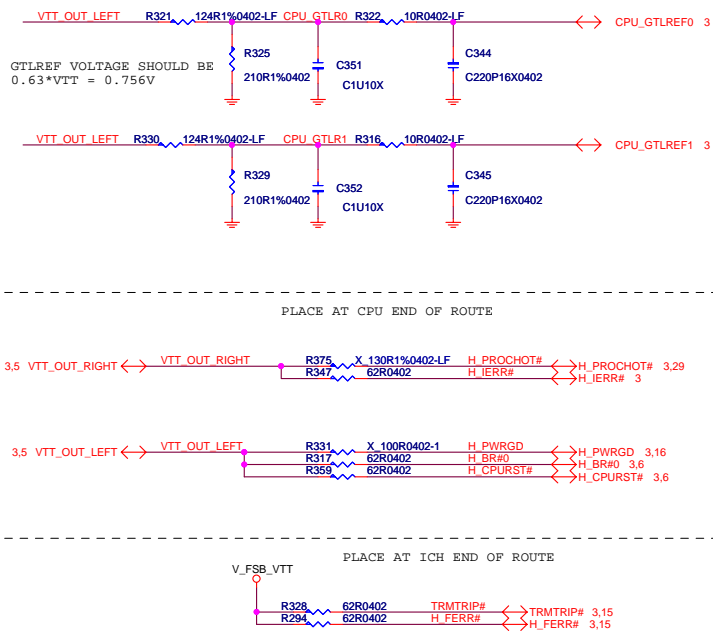 VTT_OUT_LEFT R321 124R1%0402-LF CPU_GTLR0 R322 10R0402-LF CPU_GTLREF0 3
R325
210R1%0402
C351
C1U10X
C344
C220P16X0402
GTLREF VOLTAGE SHOULD BE
0.63*VTT = 0.756V
VTT_OUT_LEFT R330 124R1%0402-LF CPU_GTLR1 R316 10R0402-LF CPU_GTLREF1 3
R329
210R1%0402
C352
C1U10X
C345
C220P16X0402
PLACE AT CPU END OF ROUTE
3,5 VTT_OUT_RIGHT VTT_OUT_RIGHT R375 X_130R1%0402-LF H_PROCHOT# H_PROCHOT# 3,29
R347 62R0402 H_IERR# H_IERR# 3
3,5 VTT_OUT_LEFT VTT_OUT_LEFT R331 X_100R0402-1 H_PWRGD H_PWRGD 3,16
R317 62R0402 H_BR#0 H_BR#0 3,6
R359 62R0402 H_CPURST# H_CPURST# 3,6
PLACE AT ICH END OF ROUTE
V_FSB_VTT
R328 62R0402 TRMTRIP# TRMTRIP# 3,15
R294 62R0402 H_FERR# H_FERR# 3,15